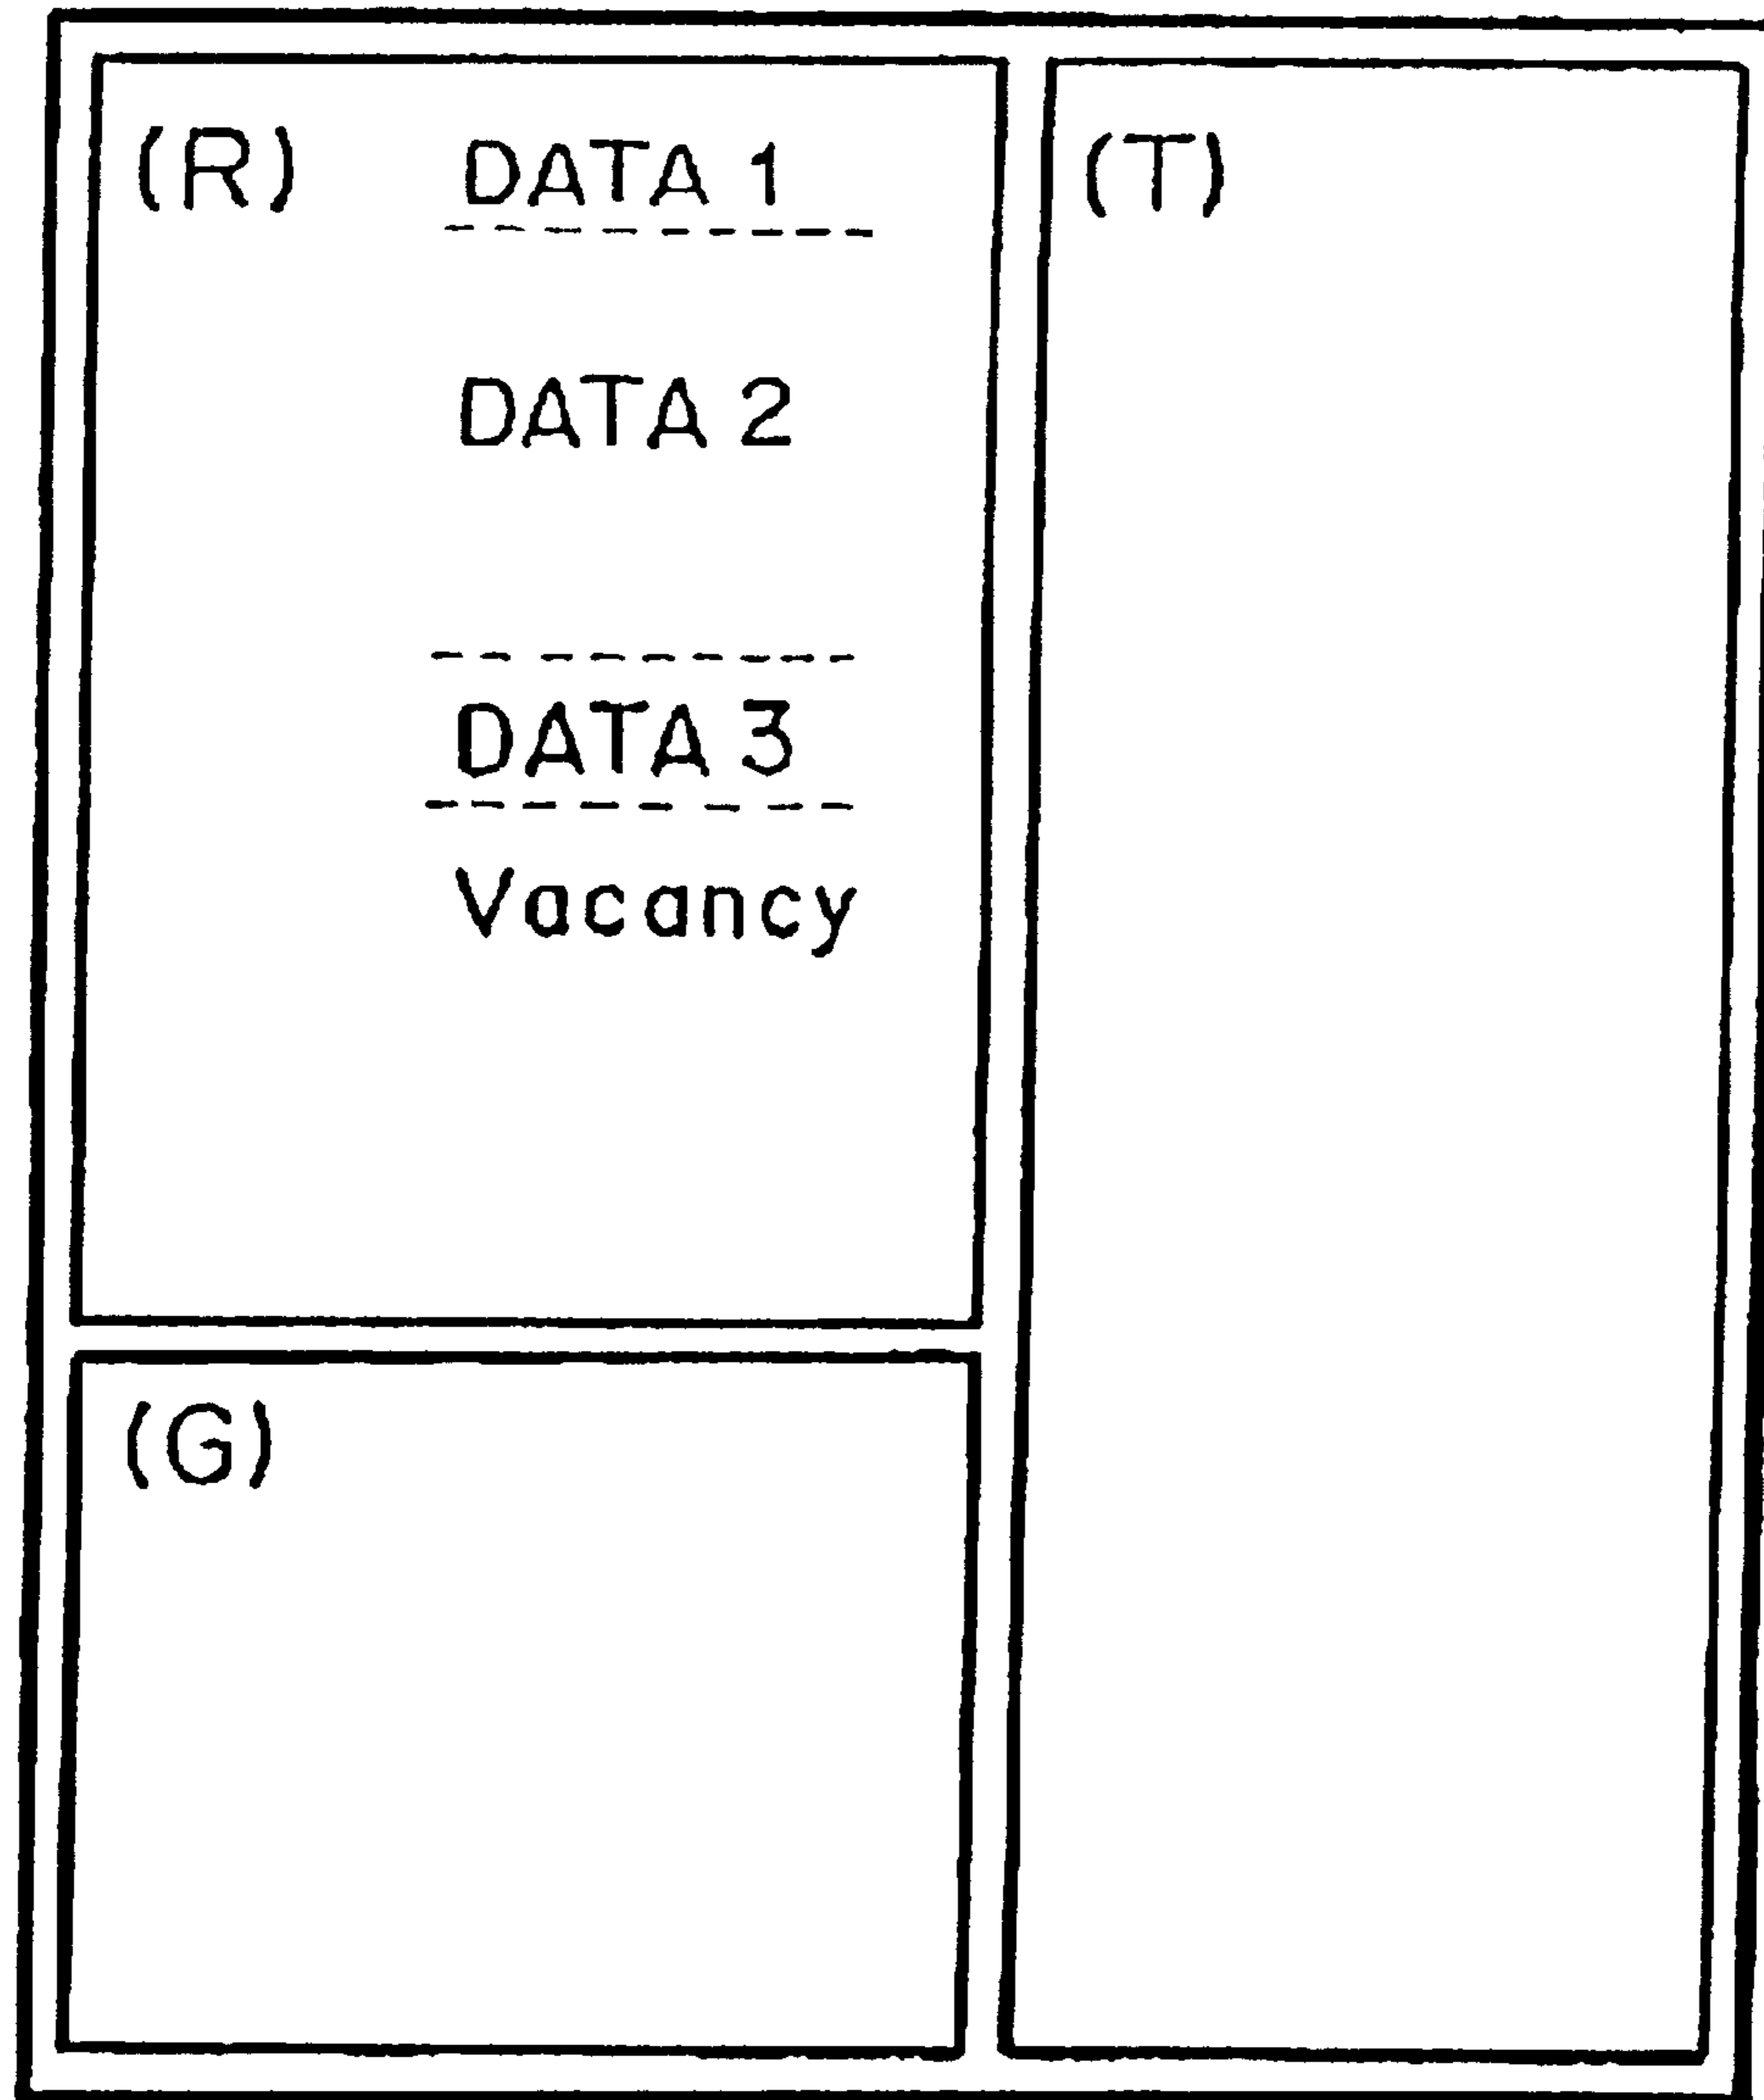 (R) DATA 1
DATA 2
DATA 3
Vacancy
(T)
(G)